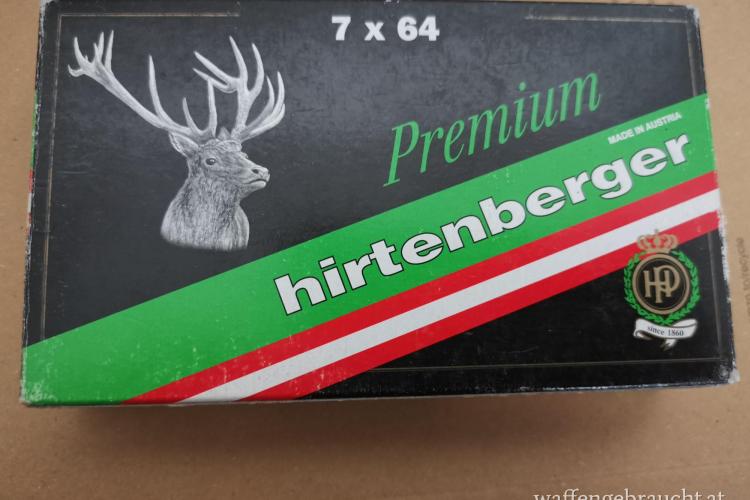 7 x 64
Premium
MADE IN AUSTRIA
hirtenberger
HP
since 1860
waffengebraucht.at